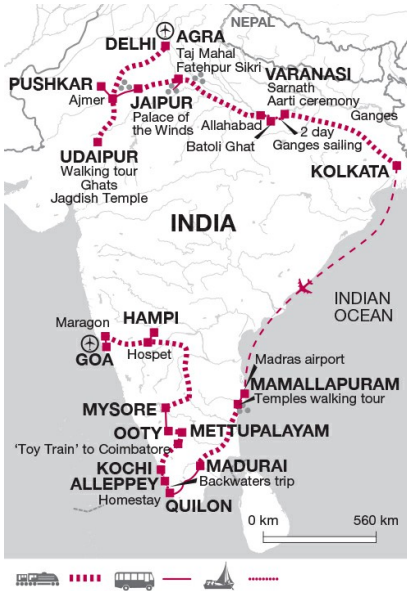 NEPAL
DELHI
AGRA
Taj Mahal
Fatehpur Sikri
PUSHKAR
Ajmer
JAIPUR
Palace of
the Winds
VARANASI
Sarnath
Aarti ceremony
Ganges
Allahabad
2 day
Ganges sailing
Batoli Ghat
UDAIPUR
Walking tour
Ghats
Jagdish Temple
KOLKATA
INDIA
INDIAN
OCEAN
Maragon
HAMPI
GOA
Hospet
Madras airport
MAMALLAPURAM
Temples walking tour
MYSORE
OOTY
METTUPALAYAM
'Toy Train' to Coimbatore
KOCHI
MADURAI
ALLEPPEY
Backwaters trip
Homestay
QUILON
0 km
560 km